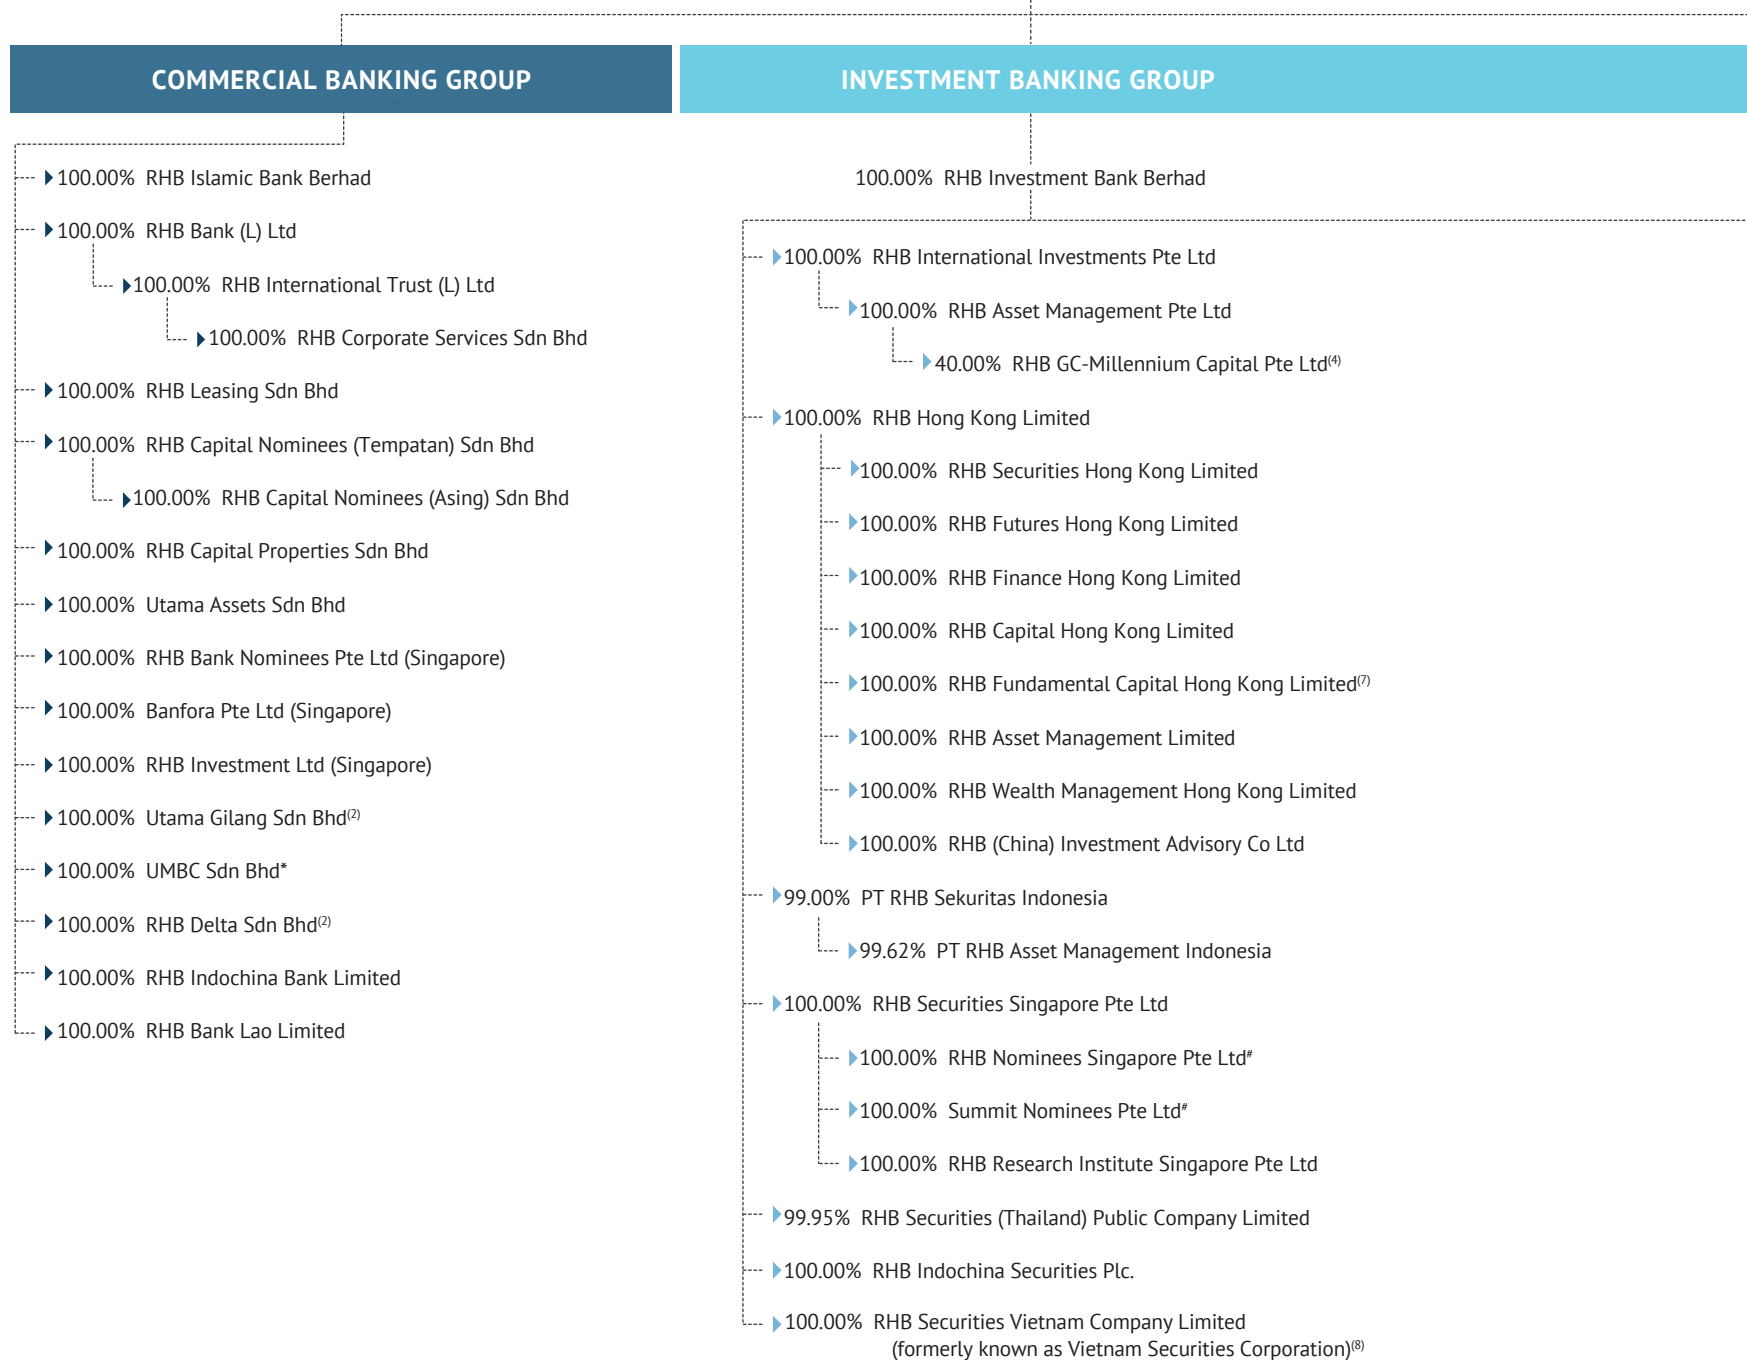 COMMERCIAL BANKING GROUP
100.00% RHB Islamic Bank Berhad
100.00% RHB Bank (L) Ltd
100.00% RHB International Trust (L) Ltd
100.00% RHB Corporate Services Sdn Bhd
100.00% RHB Leasing Sdn Bhd
100.00% RHB Capital Nominees (Tempatan) Sdn Bhd
100.00% RHB Capital Nominees (Asing) Sdn Bhd
100.00% RHB Capital Properties Sdn Bhd
100.00% Utama Assets Sdn Bhd
100.00% RHB Bank Nominees Pte Ltd (Singapore)
100.00% Banfora Pte Ltd (Singapore)
100.00% RHB Investment Ltd (Singapore)
100.00% Utama Gilang Sdn Bhd(2)
100.00% UMBC Sdn Bhd*
100.00% RHB Delta Sdn Bhd(2)
100.00% RHB Indochina Bank Limited
100.00% RHB Bank Lao Limited
INVESTMENT BANKING GROUP
100.00% RHB Investment Bank Berhad
100.00% RHB International Investments Pte Ltd
100.00% RHB Asset Management Pte Ltd
40.00% RHB GC-Millennium Capital Pte Ltd(4)
100.00% RHB Hong Kong Limited
100.00% RHB Securities Hong Kong Limited
100.00% RHB Futures Hong Kong Limited
100.00% RHB Finance Hong Kong Limited
100.00% RHB Capital Hong Kong Limited
100.00% RHB Fundamental Capital Hong Kong Limited(7)
100.00% RHB Asset Management Limited
100.00% RHB Wealth Management Hong Kong Limited
100.00% RHB (China) Investment Advisory Co Ltd
99.00% PT RHB Sekuritas Indonesia
99.62% PT RHB Asset Management Indonesia
100.00% RHB Securities Singapore Pte Ltd
100.00% RHB Nominees Singapore Pte Ltd#
100.00% Summit Nominees Pte Ltd#
100.00% RHB Research Institute Singapore Pte Ltd
99.95% RHB Securities (Thailand) Public Company Limited
100.00% RHB Indochina Securities Plc.
100.00% RHB Securities Vietnam Company Limited
(formerly known as Vietnam Securities Corporation)(8)